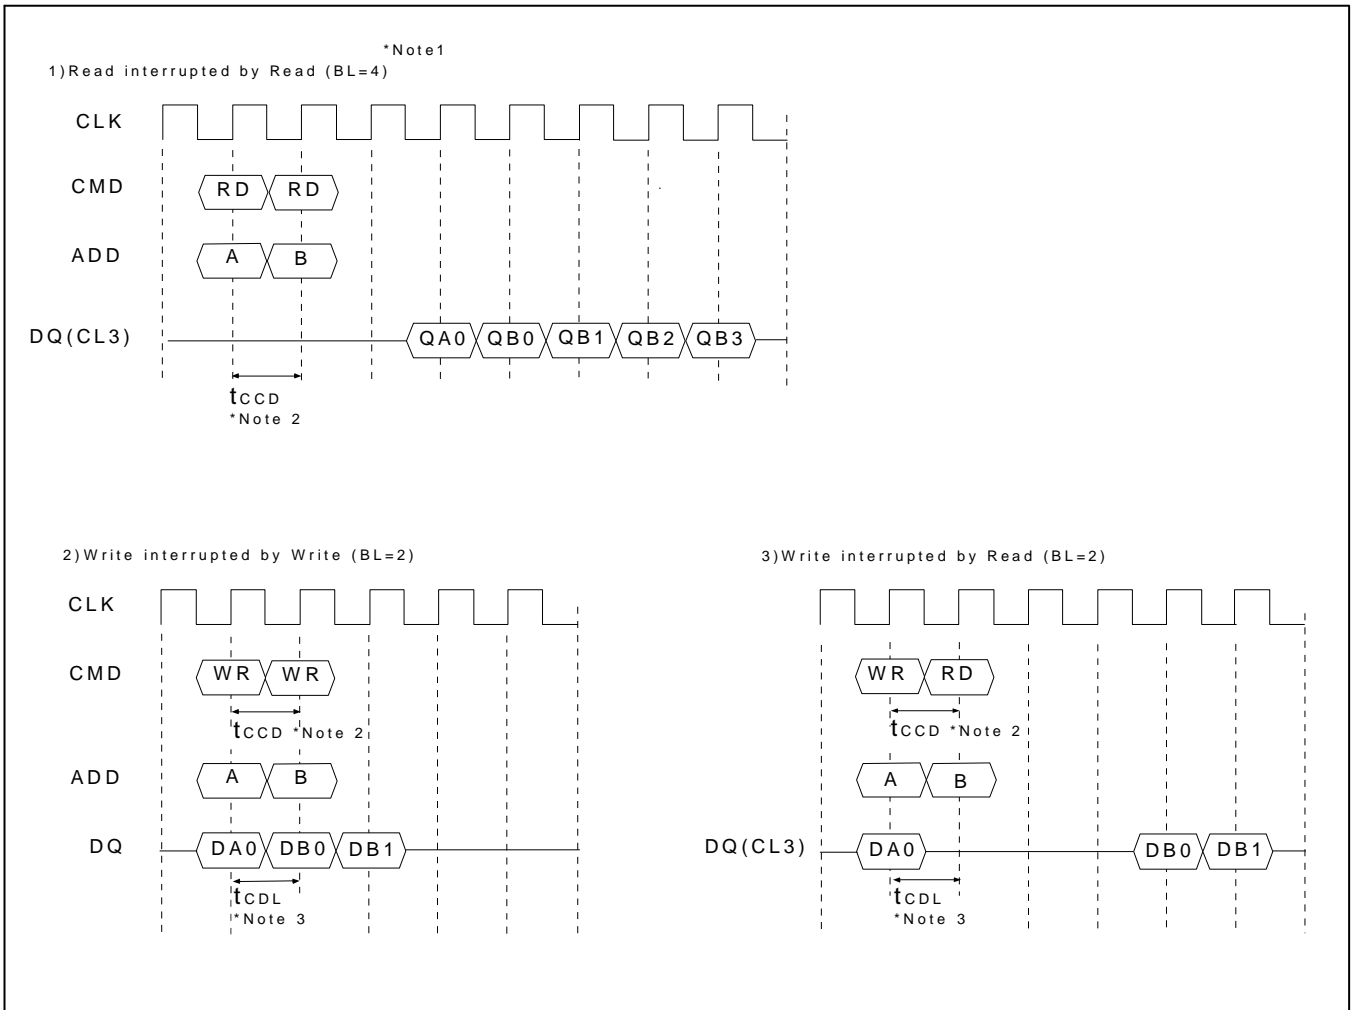 *Note1
1)Read interrupted by Read (BL=4)
CLK
CMD RD RD
ADD A B
DQ(CL3) QA0 QB0 QB1 QB2 QB3
tCCD
*Note 2
2)Write interrupted by Write (BL=2)
CLK
CMD WR WR
tCCD *Note 2
ADD A B
DQ DA0 DB0 DB1
tCDL
*Note 3
3)Write interrupted by Read (BL=2)
WR RD
tCCD *Note 2
A B
DQ(CL3) DA0 DB0 DB1
tCDL
*Note 3